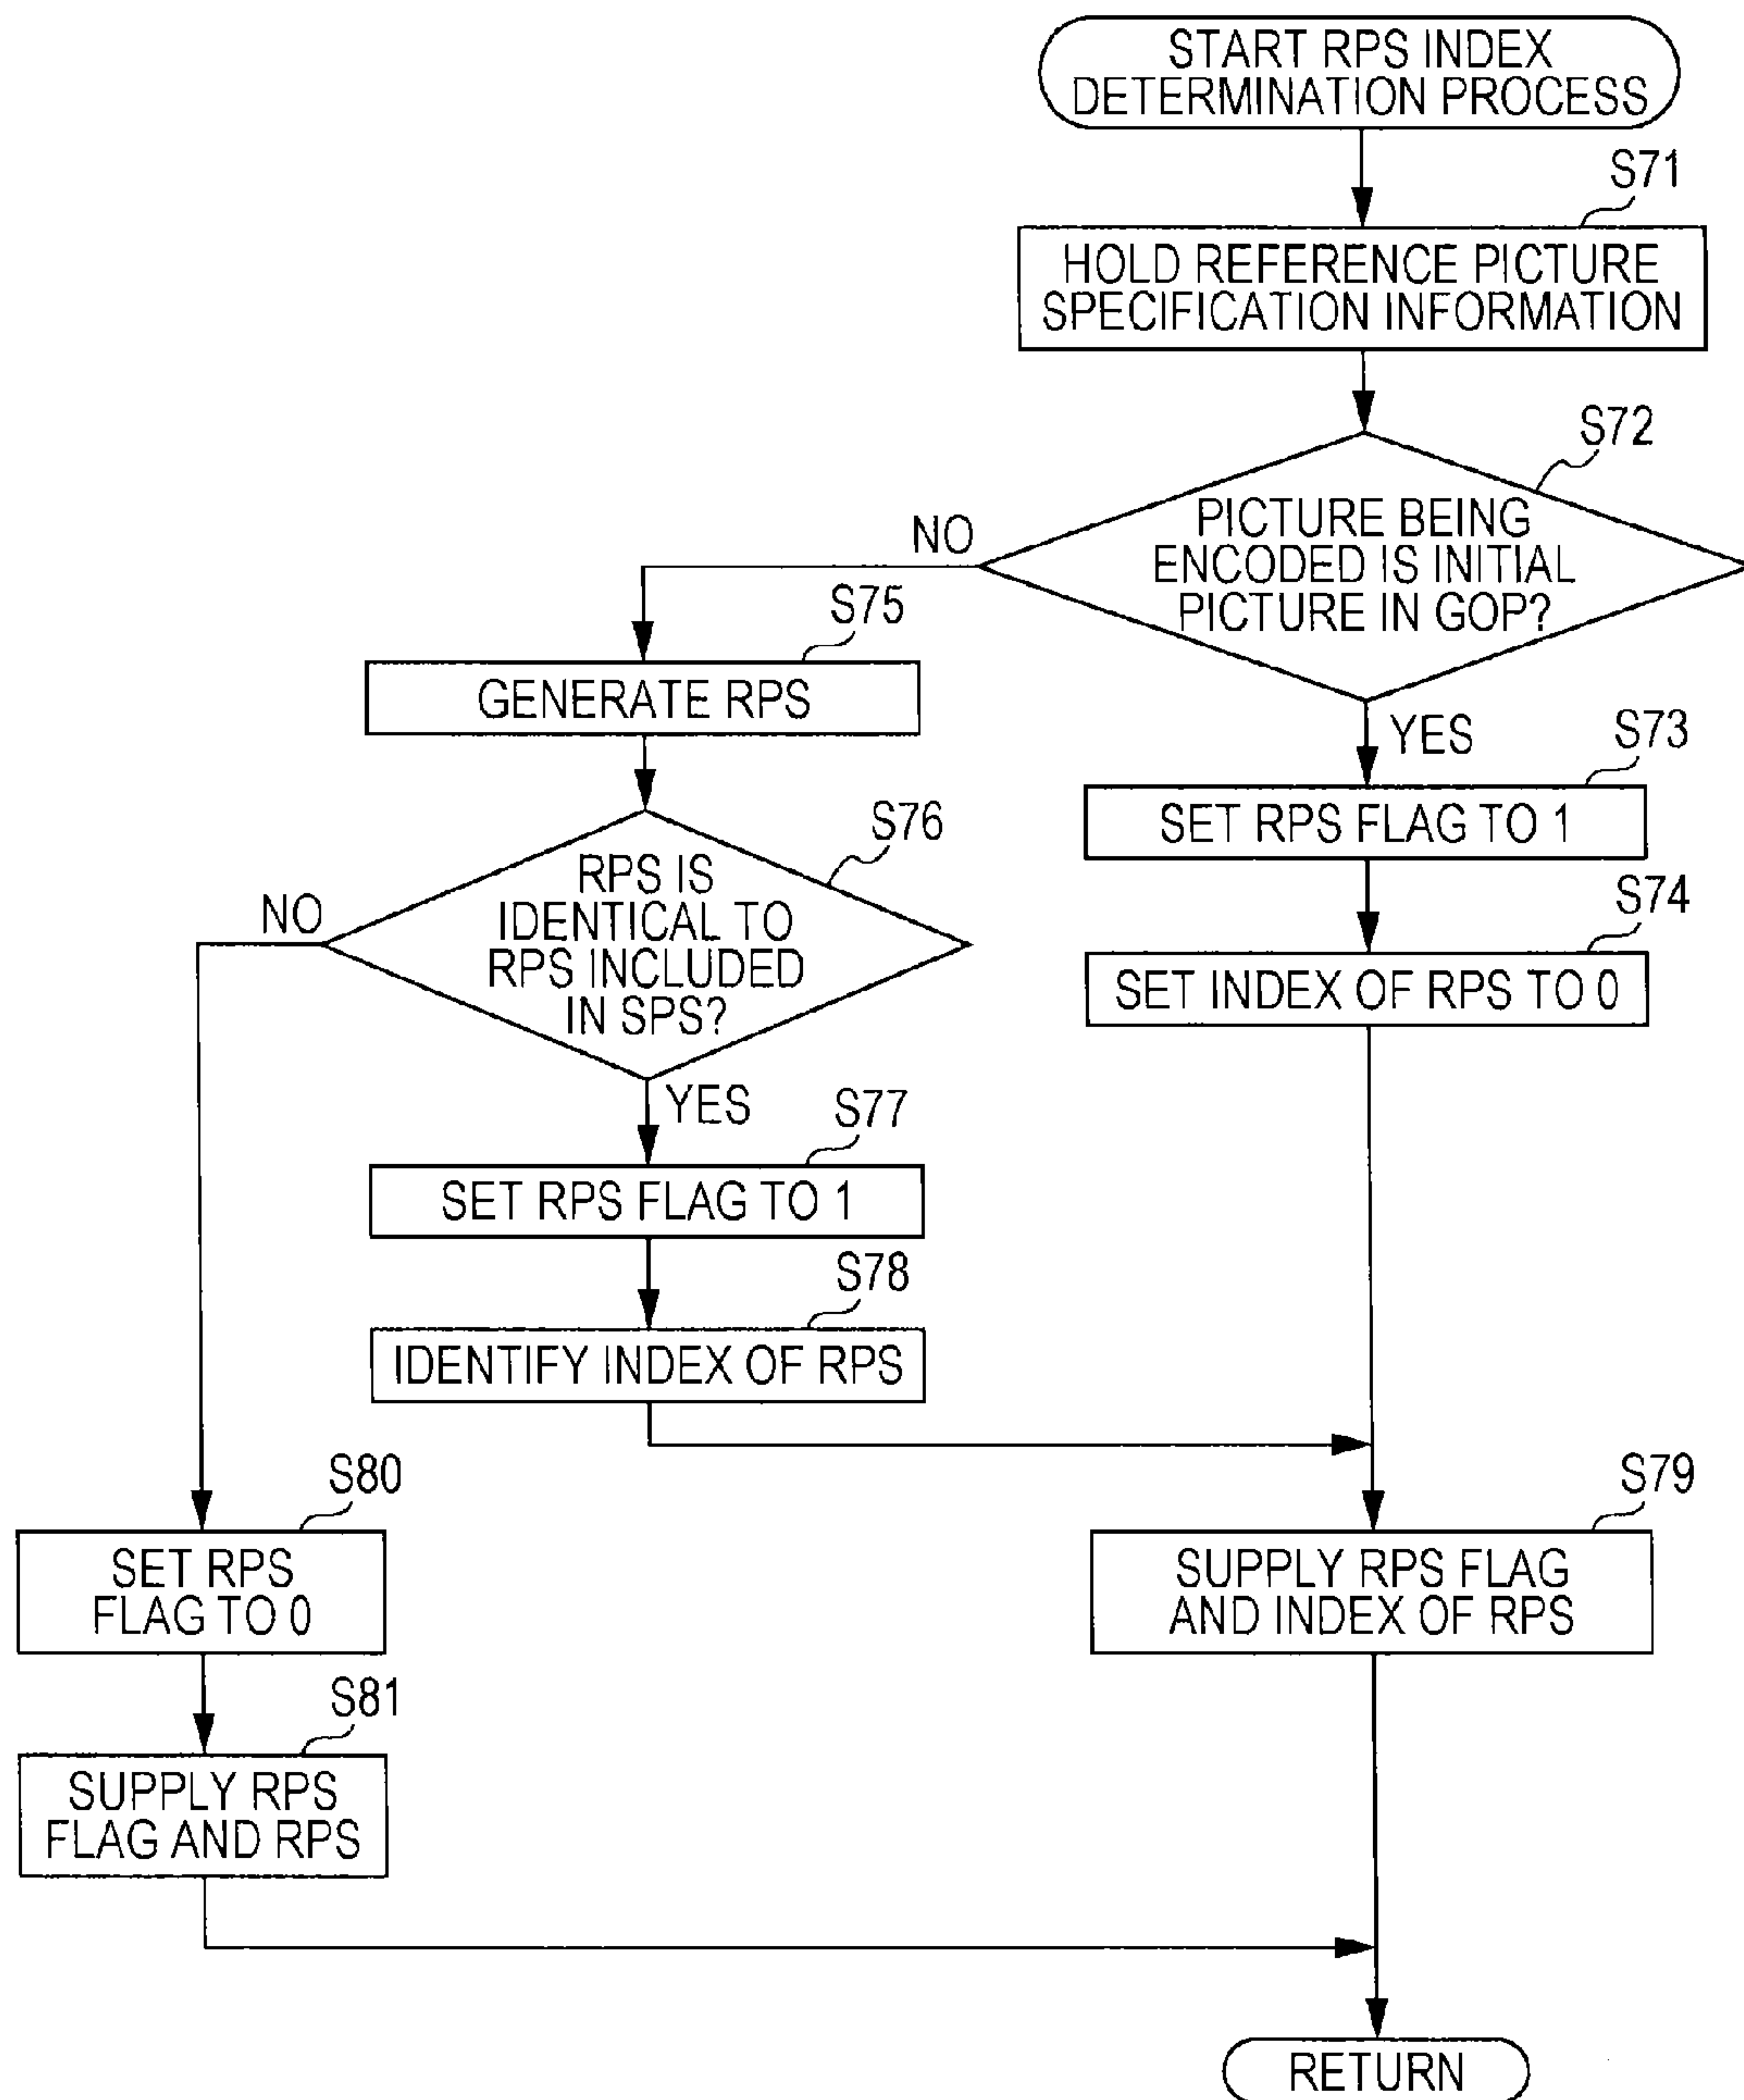 START RPS INDEX
DETERMINATION PROCESS
S71
HOLD REFERENCE PICTURE
SPECIFICATION INFORMATION
S72
PICTURE BEING
ENCODED IS INITIAL
PICTURE IN GOP?
NO
YES
S73
SET RPS FLAG TO 1
S74
SET INDEX OF RPS TO 0
S75
GENERATE RPS
S76
RPS IS
IDENTICAL TO
RPS INCLUDED
IN SPS?
NO
YES
S77
SET RPS FLAG TO 1
S78
IDENTIFY INDEX OF RPS
S79
SUPPLY RPS FLAG
AND INDEX OF RPS
S80
SET RPS
FLAG TO 0
S81
SUPPLY RPS
FLAG AND RPS
RETURN